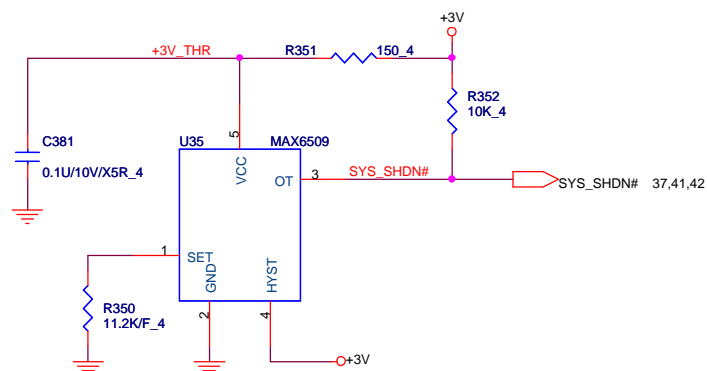 +3V
+3V_THR
R351
150_4
R352
10K_4
C381
0.1U/10V/X5R_4
U35
MAX6509
5
VCC
OT
3
SYS_SHDN#
SYS_SHDN#
37,41,42
1
SET
GND
HYST
R350
11.2K/F_4
2
4
+3V